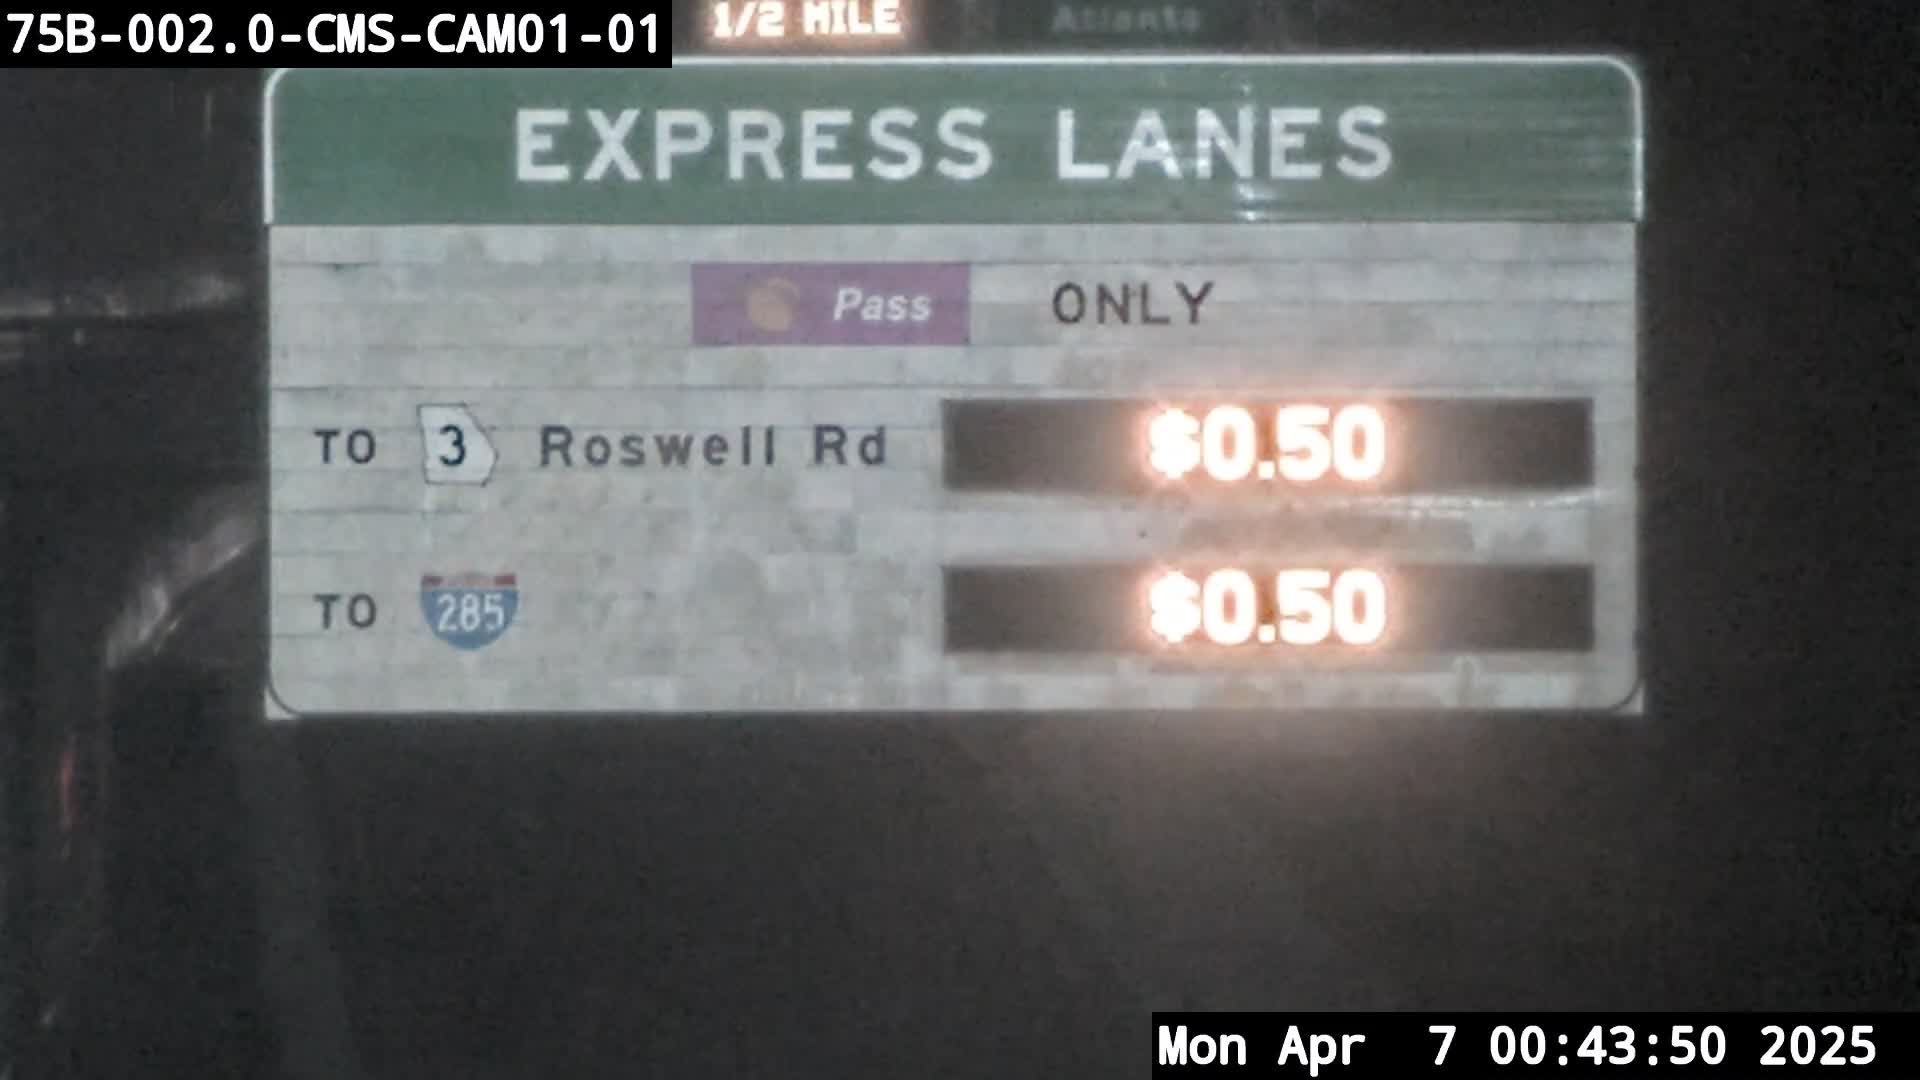 75B-002.0-CMS-CAM01-01
1/2 MILE
Atlanta
EXPRESS LANES
Pass ONLY
TO 3 Roswell Rd $0.50
TO 285 $0.50
Mon Apr 7 00:43:50 2025